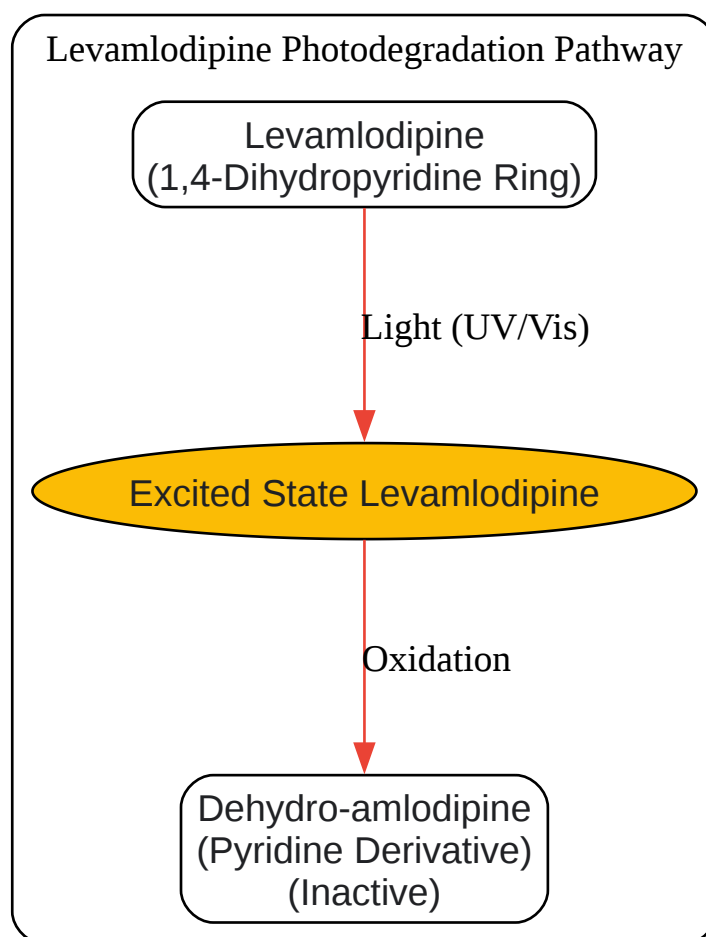 Levamlodipine Photodegradation Pathway
Levamlodipine
(1,4-Dihydropyridine Ring)
Light (UV/Vis)
Excited State Levamlodipine
Oxidation
Dehydro-amlodipine
(Pyridine Derivative)
(Inactive)